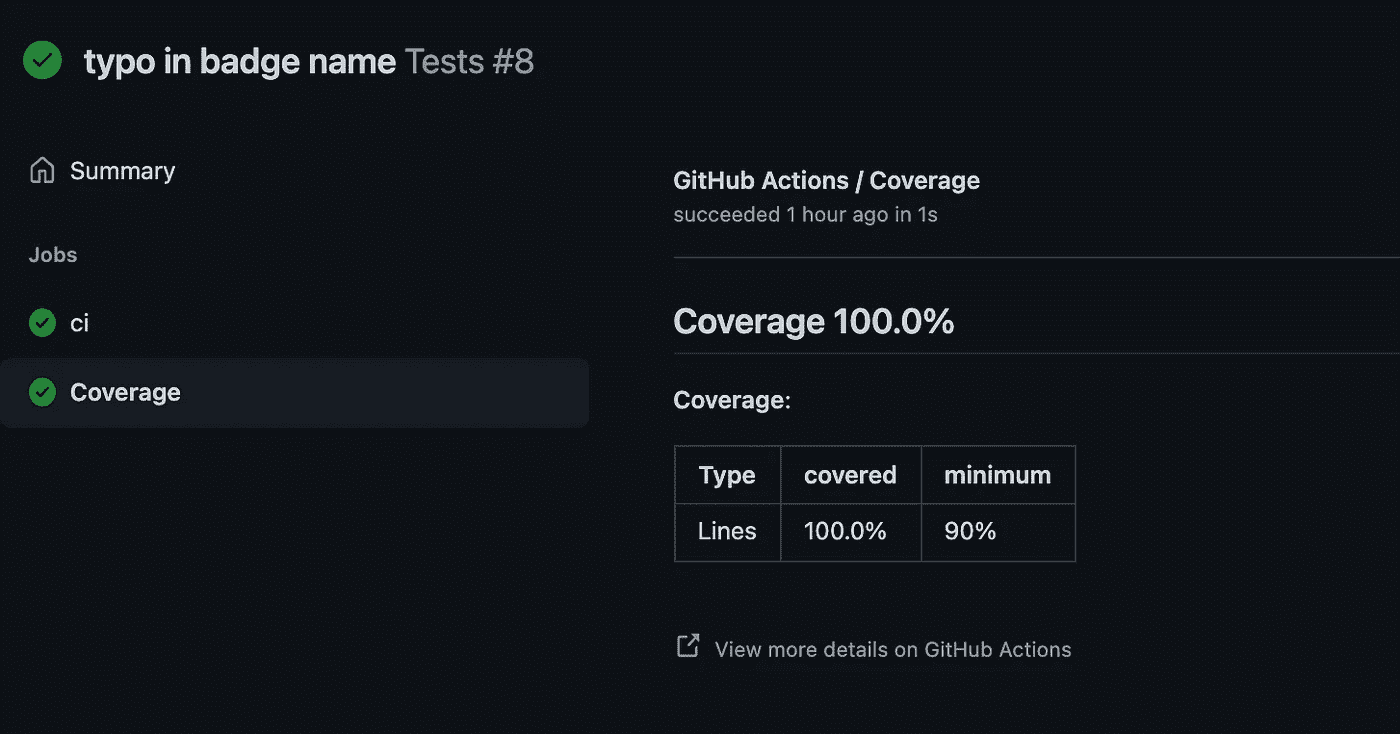 typo in badge name Tests #8
Summary
Jobs
ci
Coverage
GitHub Actions / Coverage
succeeded 1 hour ago in 1s
Coverage 100.0%
Coverage:
Type covered minimum
Lines 100.0% 90%
View more details on GitHub Actions